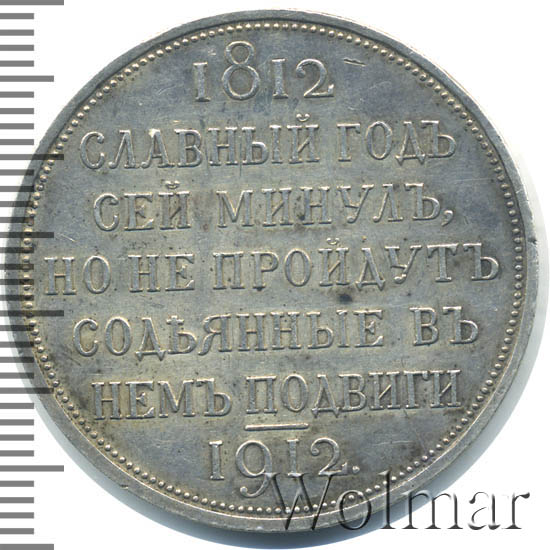 1812
СЛАВНЫЙ ГОДЪ
СЕЙ МИНУЛЪ,
НО НЕ ПРОЙДУТЪ
СОДѢЯННЫЕ ВЪ
НЕМЪ ПОДВИГИ
1912.
Wolmar